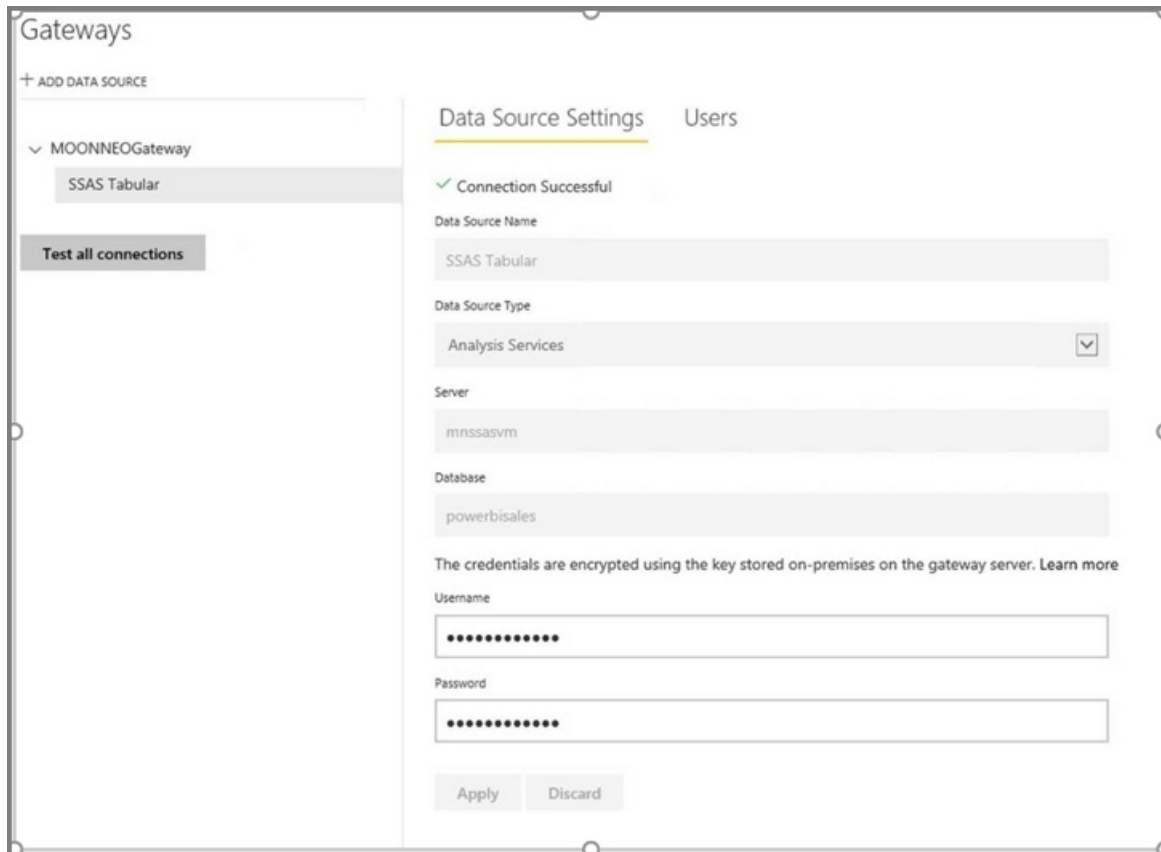 Gateways
+ ADD DATA SOURCE
MOONNEOGateway
SSAS Tabular
Test all connections
Data Source Settings
Users
Connection Successful
Data Source Name
SSAS Tabular
Data Source Type
Analysis Services
Server
mnssasvm
Database
powerbisales
The credentials are encrypted using the key stored on-premises on the gateway server. Learn more
Username
••••••••••••
Password
••••••••••••
Apply
Discard